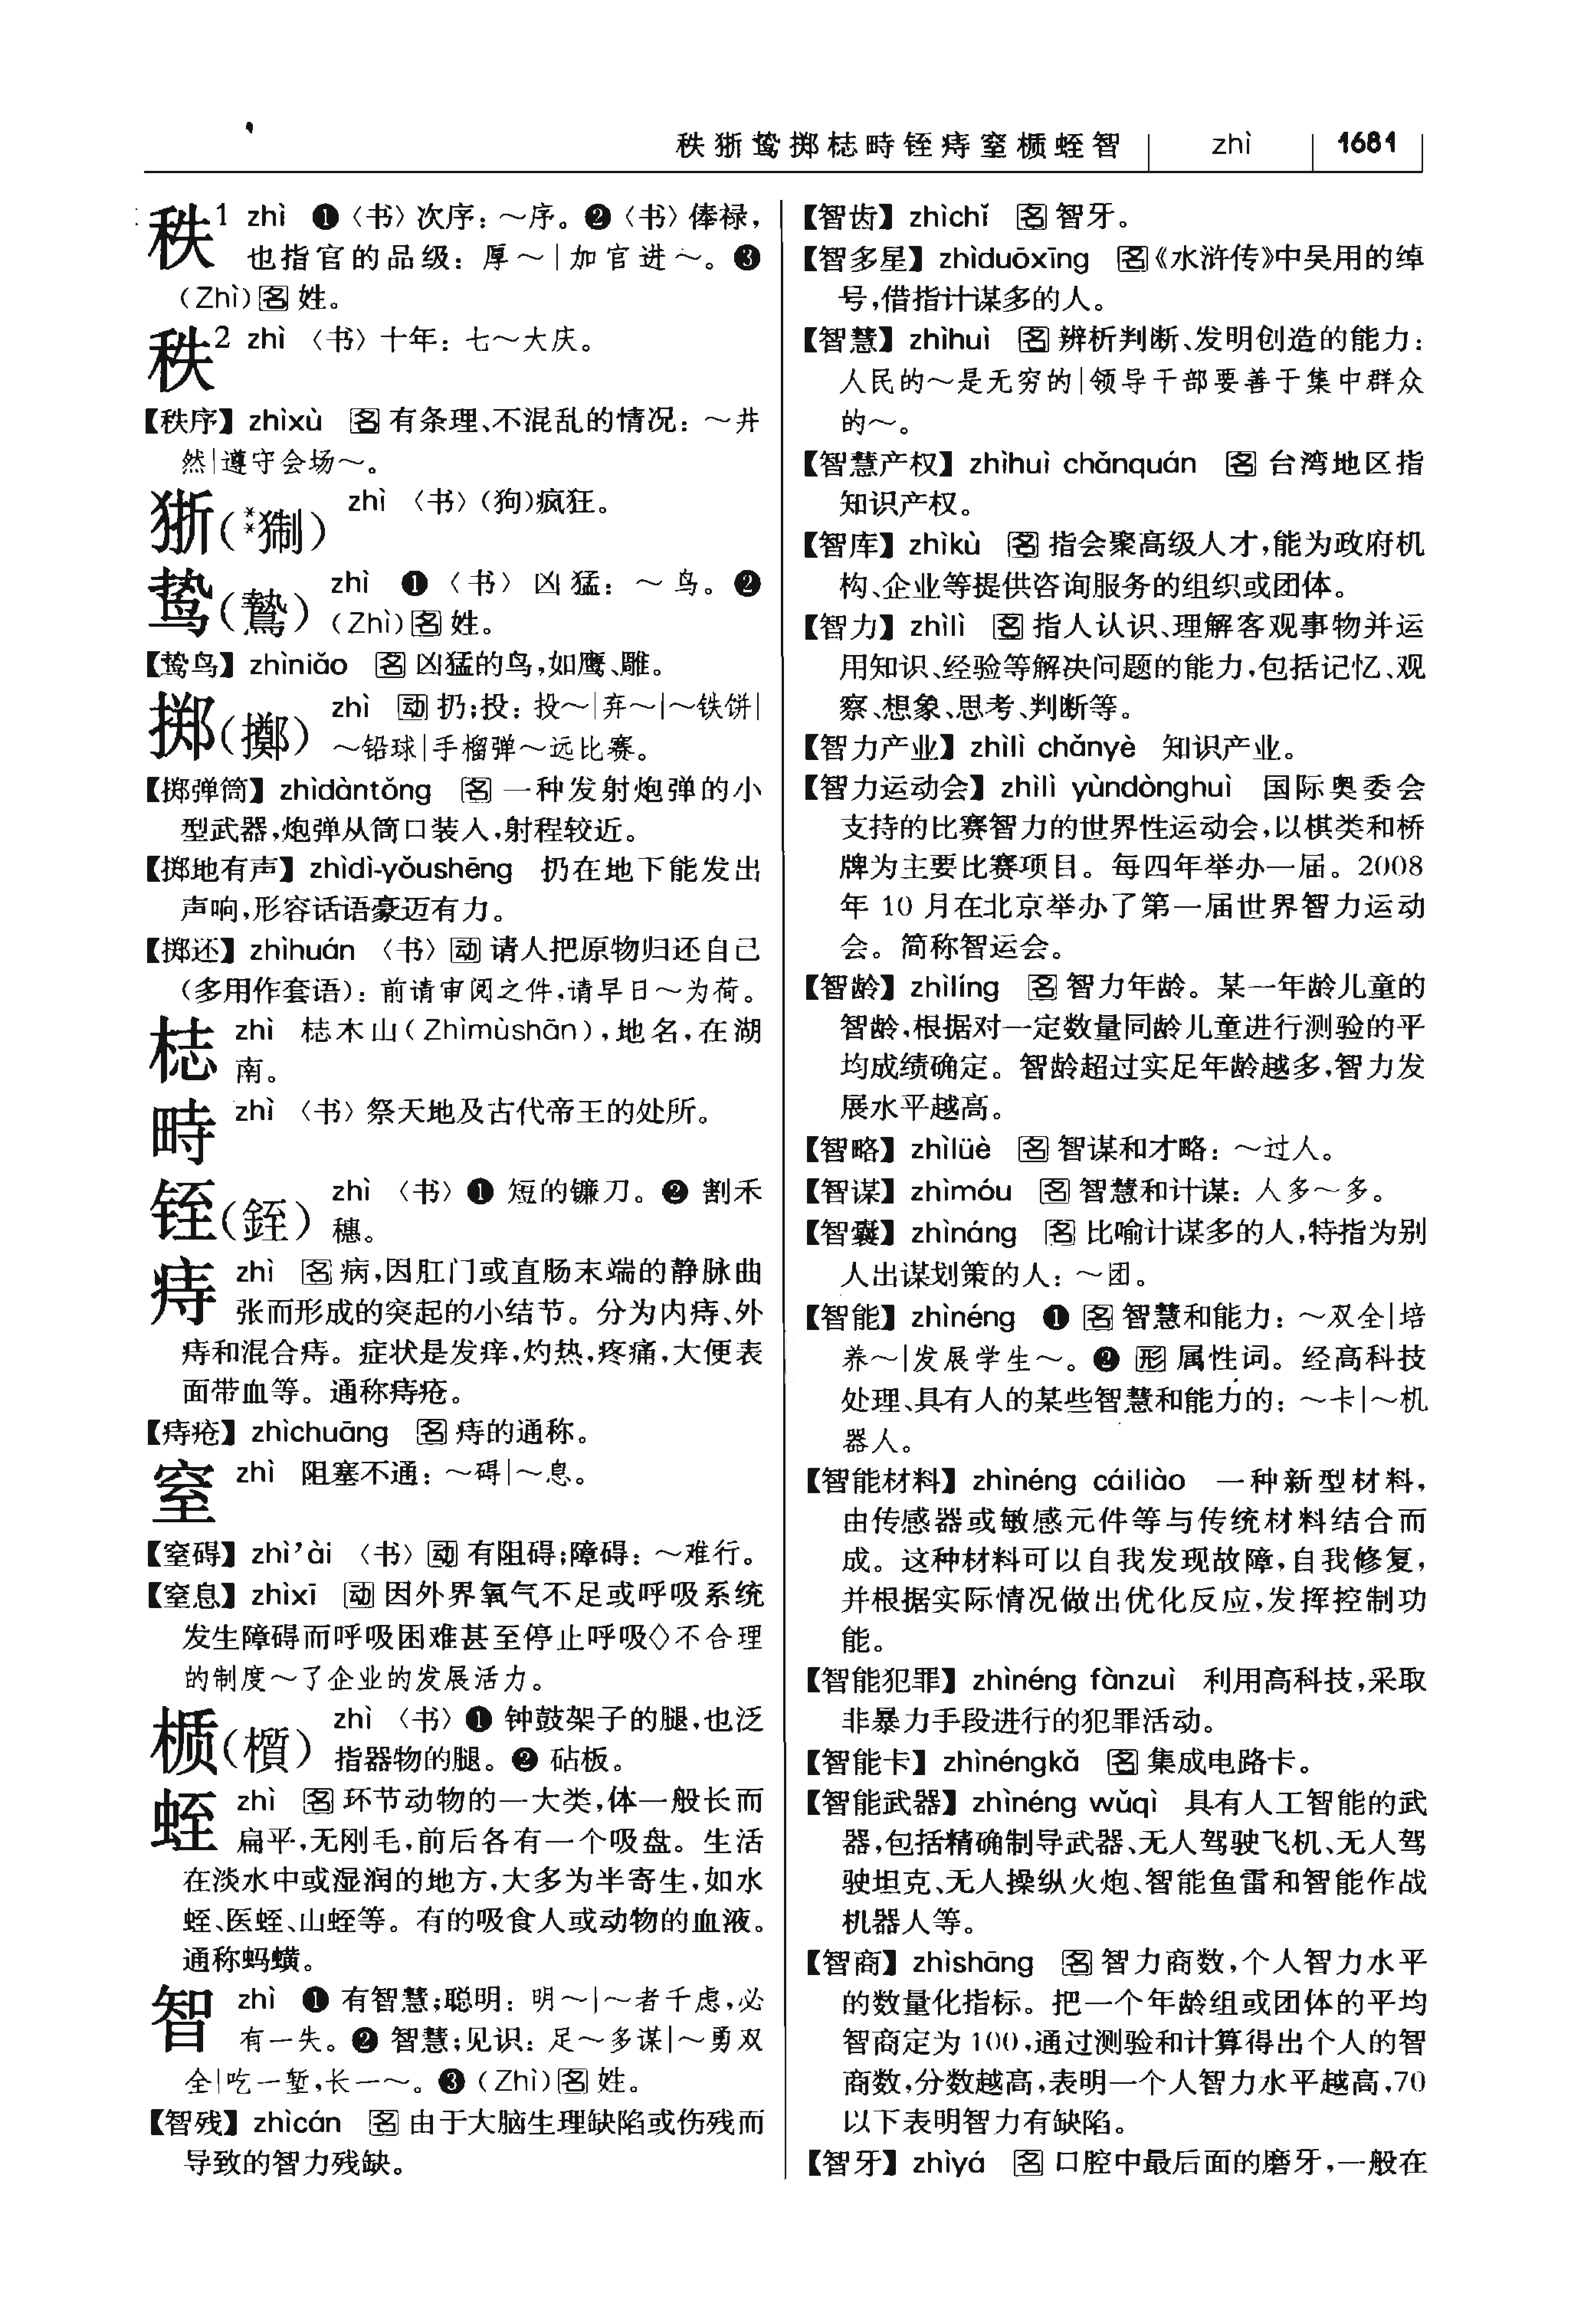 秩狾鸷掷梽畤铚痔窒櫍蛭智 zhì 1681
秩1 zhì ❶〈书〉次序：～序。❷〈书〉俸禄，
也指官的品级：厚～|加官进～。❸
（Zhì）名 姓。
秩2 zhì 〈书〉十年：七～大庆。
【秩序】zhìxù 名 有条理、不混乱的情况：～井
然|遵守会场～。
狾（**猘） zhì 〈书〉（狗）疯狂。
鸷（鷙） zhì ❶〈书〉凶猛：～鸟。❷
（Zhì）名 姓。
【鸷鸟】zhìniǎo 名 凶猛的鸟，如鹰、雕。
掷（擲） zhì 动 扔；投：投～|弃～|～铁饼|
～铅球|手榴弹～远比赛。
【掷弹筒】zhìdàntǒng 名 一种发射炮弹的小
型武器，炮弹从筒口装入，射程较近。
【掷地有声】zhìdì-yǒushēng 扔在地下能发出
声响，形容话语豪迈有力。
【掷还】zhìhuán 〈书〉动 请人把原物归还自己
（多用作套语）：前请审阅之件，请早日～为荷。
梽 zhì 梽木山（Zhìmùshān），地名，在湖
南。
畤 zhì 〈书〉祭天地及古代帝王的处所。
铚（銍） zhì 〈书〉❶ 短的镰刀。❷ 割禾
穗。
痔 zhì 名 病，因肛门或直肠末端的静脉曲
张而形成的突起的小结节。分为内痔、外
痔和混合痔。症状是发痒，灼热，疼痛，大便表
面带血等。通称痔疮。
【痔疮】zhìchuāng 名 痔的通称。
窒 zhì 阻塞不通：～碍|～息。
【窒碍】zhì’ài 〈书〉动 有阻碍；障碍：～难行。
【窒息】zhìxī 动 因外界氧气不足或呼吸系统
发生障碍而呼吸困难甚至停止呼吸◇不合理
的制度～了企业的发展活力。
㭉（櫍） zhì 〈书〉❶ 钟鼓架子的腿，也泛
指器物的腿。❷ 砧板。
蛭 zhì 名 环节动物的一大类，体一般长而
扁平，无刚毛，前后各有一个吸盘。生活
在淡水中或湿润的地方，大多为半寄生，如水
蛭、医蛭、山蛭等。有的吸食人或动物的血液。
通称蚂蟥。
智 zhì ❶ 有智慧；聪明：明～|～者千虑，必
有一失。❷ 智慧；见识：足～多谋|～勇双
全|吃一堑，长一～。❸（Zhì）名 姓。
【智残】zhìcán 名 由于大脑生理缺陷或伤残而
导致的智力残缺。
【智齿】zhìchǐ 名 智牙。
【智多星】zhìduōxīng 名《水浒传》中吴用的绰
号，借指计谋多的人。
【智慧】zhìhuì 名 辨析判断、发明创造的能力：
人民的～是无穷的|领导干部要善于集中群众
的～。
【智慧产权】zhìhuì chǎnquán 名 台湾地区指
知识产权。
【智库】zhìkù 名 指会聚高级人才，能为政府机
构、企业等提供咨询服务的组织或团体。
【智力】zhìlì 名 指人认识、理解客观事物并运
用知识、经验等解决问题的能力，包括记忆、观
察、想象、思考、判断等。
【智力产业】zhìlì chǎnyè 知识产业。
【智力运动会】zhìlì yùndònghuì 国际奥委会
支持的比赛智力的世界性运动会，以棋类和桥
牌为主要比赛项目。每四年举办一届。2008
年 10 月在北京举办了第一届世界智力运动
会。简称智运会。
【智龄】zhìlíng 名 智力年龄。某一年龄儿童的
智龄，根据对一定数量同龄儿童进行测验的平
均成绩确定。智龄超过实足年龄越多，智力发
展水平越高。
【智略】zhìlüè 名 智谋和才略：～过人。
【智谋】zhìmóu 名 智慧和计谋：人多～多。
【智囊】zhìnáng 名 比喻计谋多的人，特指为别
人出谋划策的人：～团。
【智能】zhìnéng ❶ 名 智慧和能力：～双全|培
养～|发展学生～。❷ 形 属性词。经高科技
处理、具有人的某些智慧和能力的：～卡|～机
器人。
【智能材料】zhìnéng cáiliào 一种新型材料，
由传感器或敏感元件等与传统材料结合而
成。这种材料可以自我发现故障，自我修复，
并根据实际情况做出优化反应，发挥控制功
能。
【智能犯罪】zhìnéng fànzuì 利用高科技，采取
非暴力手段进行的犯罪活动。
【智能卡】zhìnéngkǎ 名 集成电路卡。
【智能武器】zhìnéng wǔqì 具有人工智能的武
器，包括精确制导武器、无人驾驶飞机、无人驾
驶坦克、无人操纵火炮、智能鱼雷和智能作战
机器人等。
【智商】zhìshāng 名 智力商数，个人智力水平
的数量化指标。把一个年龄组或团体的平均
智商定为 100，通过测验和计算得出个人的智
商数，分数越高，表明一个人智力水平越高，70
以下表明智力有缺陷。
【智牙】zhìyá 名 口腔中最后面的磨牙，一般在